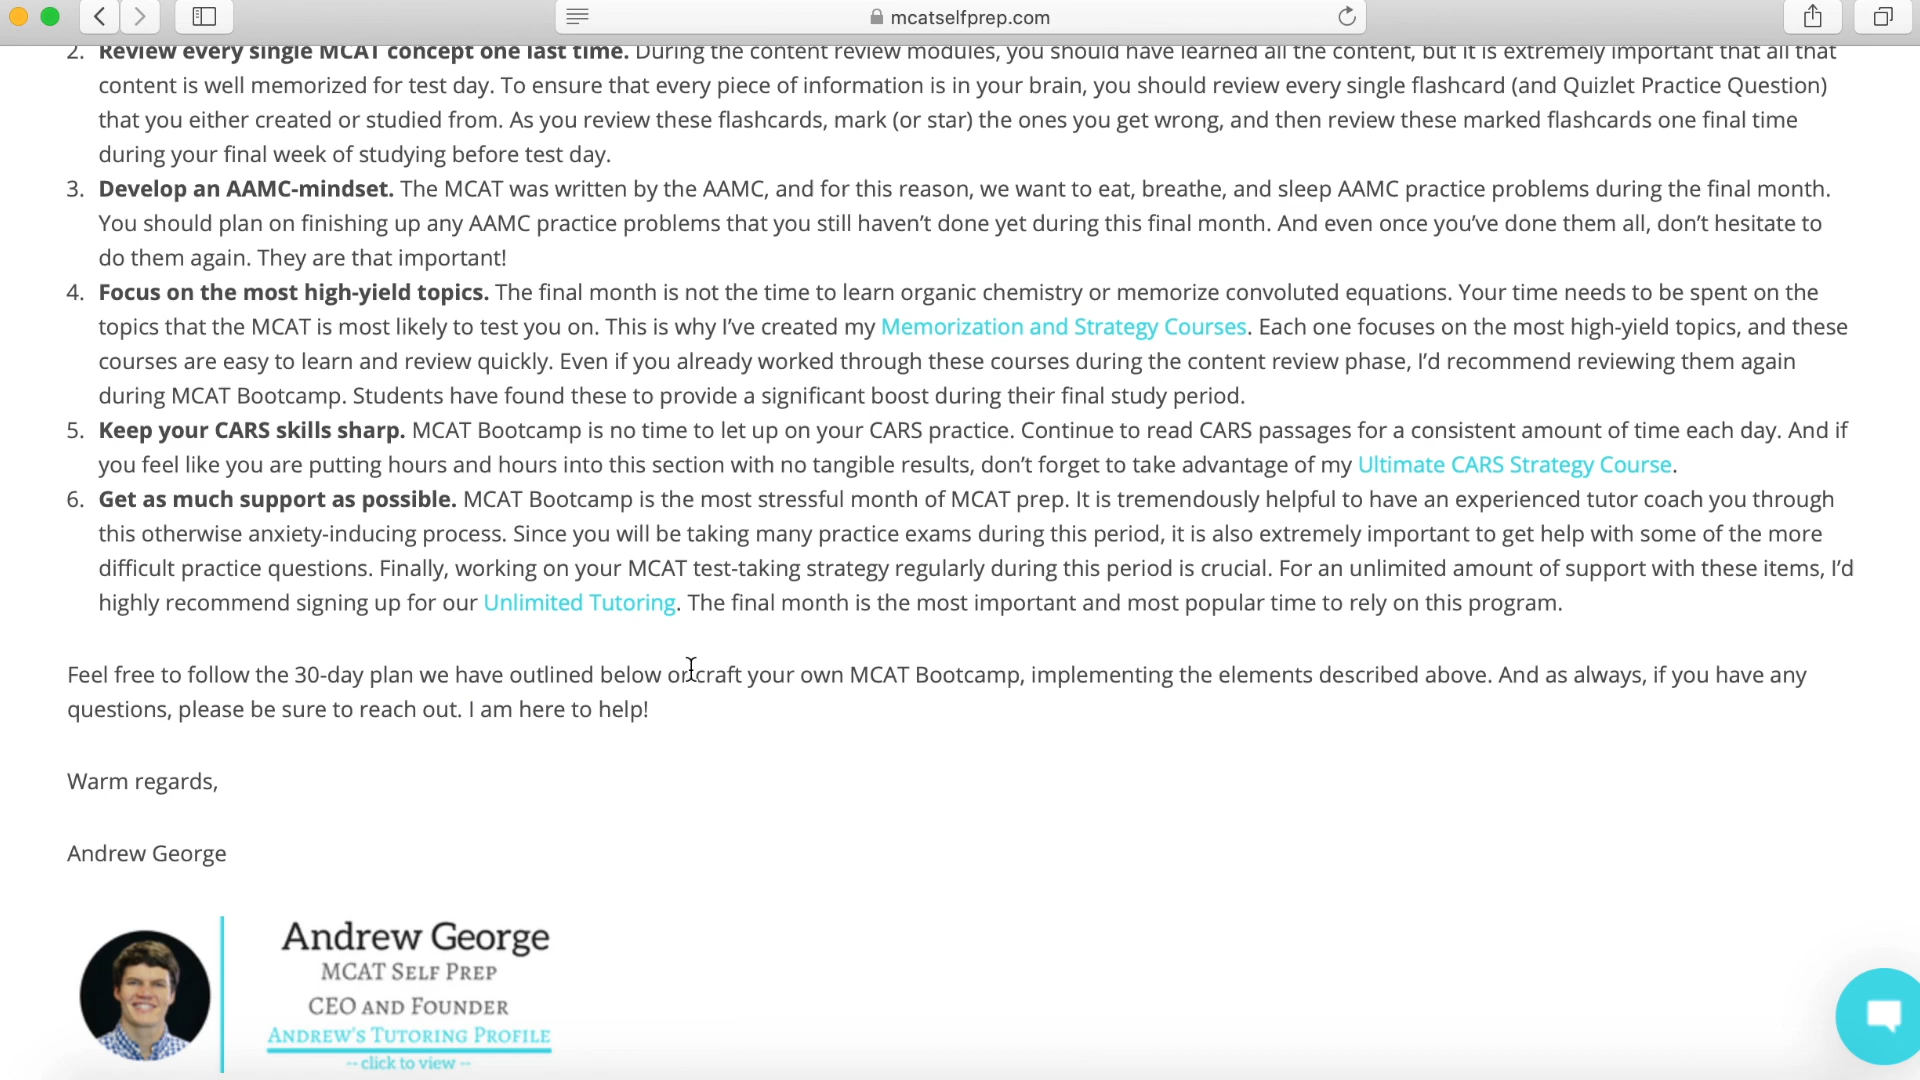 mcatselfprep.com
2. Review every single MCAT concept one last time. During the content review modules, you should have learned all the content, but it is extremely important that all that
content is well memorized for test day. To ensure that every piece of information is in your brain, you should review every single flashcard (and Quizlet Practice Question)
that you either created or studied from. As you review these flashcards, mark (or star) the ones you get wrong, and then review these marked flashcards one final time
during your final week of studying before test day.
3. Develop an AAMC-mindset. The MCAT was written by the AAMC, and for this reason, we want to eat, breathe, and sleep AAMC practice problems during the final month.
You should plan on finishing up any AAMC practice problems that you still haven't done yet during this final month. And even once you've done them all, don't hesitate to
do them again. They are that important!
4. Focus on the most high-yield topics. The final month is not the time to learn organic chemistry or memorize convoluted equations. Your time needs to be spent on the
topics that the MCAT is most likely to test you on. This is why I've created my Memorization and Strategy Courses. Each one focuses on the most high-yield topics, and these
courses are easy to learn and review quickly. Even if you already worked through these courses during the content review phase, I'd recommend reviewing them again
during MCAT Bootcamp. Students have found these to provide a significant boost during their final study period.
5. Keep your CARS skills sharp. MCAT Bootcamp is no time to let up on your CARS practice. Continue to read CARS passages for a consistent amount of time each day. And if
you feel like you are putting hours and hours into this section with no tangible results, don't forget to take advantage of my Ultimate CARS Strategy Course.
6. Get as much support as possible. MCAT Bootcamp is the most stressful month of MCAT prep. It is tremendously helpful to have an experienced tutor coach you through
this otherwise anxiety-inducing process. Since you will be taking many practice exams during this period, it is also extremely important to get help with some of the more
difficult practice questions. Finally, working on your MCAT test-taking strategy regularly during this period is crucial. For an unlimited amount of support with these items, I'd
highly recommend signing up for our Unlimited Tutoring. The final month is the most important and most popular time to rely on this program.
Feel free to follow the 30-day plan we have outlined below or craft your own MCAT Bootcamp, implementing the elements described above. And as always, if you have any
questions, please be sure to reach out. I am here to help!
Warm regards,
Andrew George
Andrew George
MCAT Self Prep
CEO and Founder
Andrew's Tutoring Profile
-- click to view --